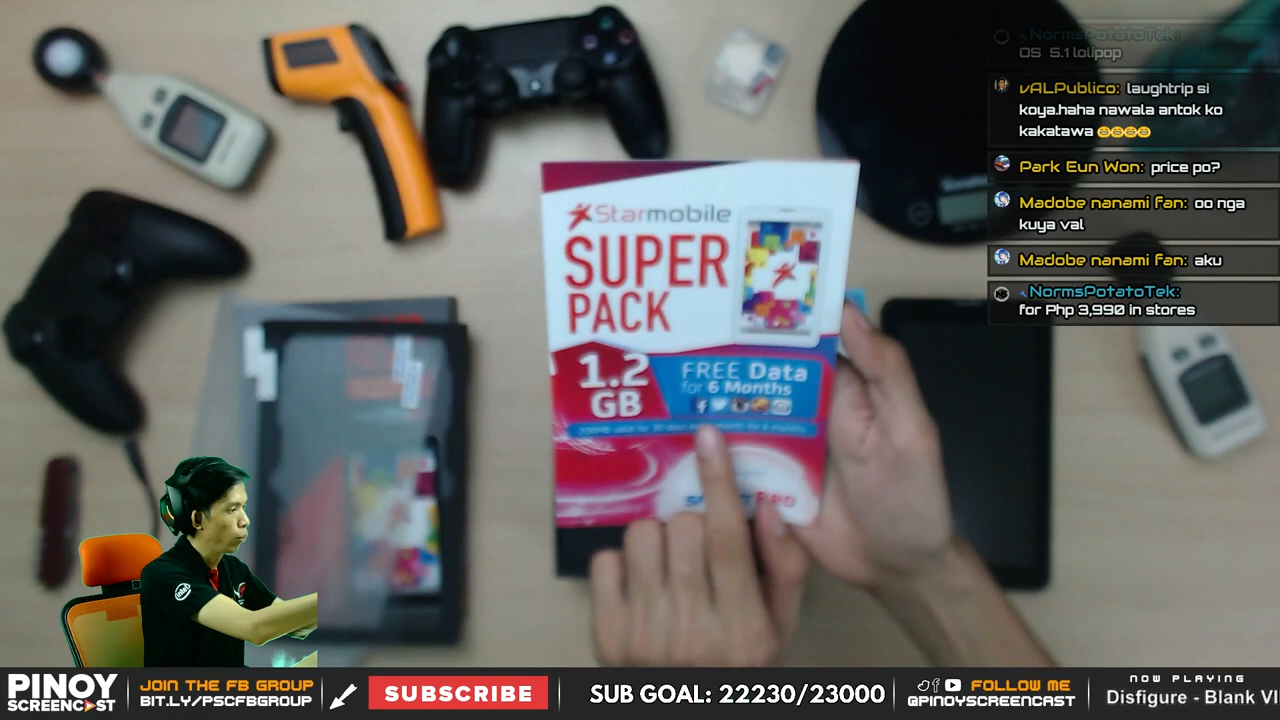 NormsPotatoTek:
OS 5.1 lolipop
vALPublico: laughtrip si
koya.haha nawala antok ko
kakatawa 😂😂😂😂
Park Eun Won: price po?
Madobe nanami fan: oo nga
kuya val
Madobe nanami fan: aku
NormsPotatoTek:
for Php 3,990 in stores
Starmobile
SUPER
PACK
1.2
GB
FREE Data
for 6 Months
intel
PINOY
SCREENCAST
JOIN THE FB GROUP
BIT.LY/PSCFBGROUP
SUBSCRIBE
SUB GOAL: 22230/23000
FOLLOW ME
@PINOYSCREENCAST
NOW PLAYING
Disfigure - Blank VI